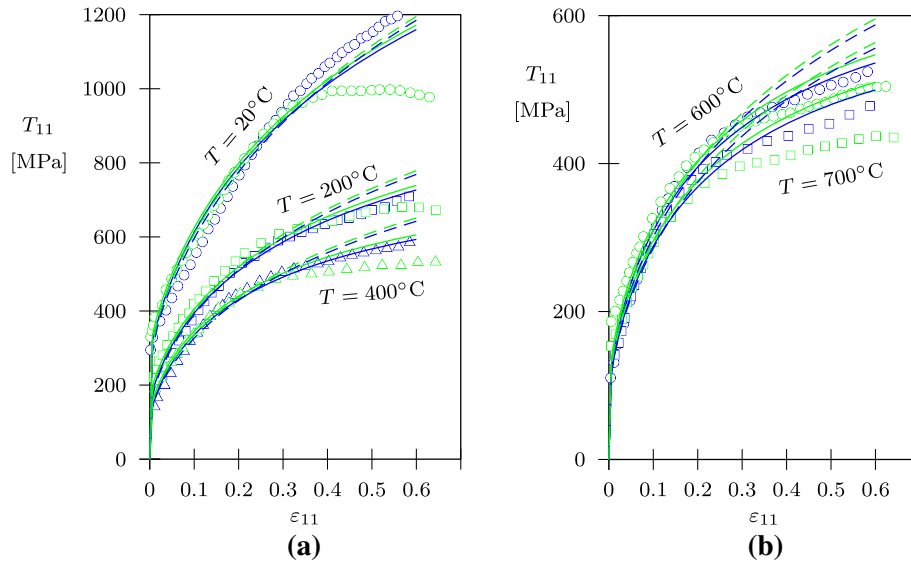 1200
1000
800
600
400
200
0
T₁₁
[MPa]
T = 20°C
T = 200°C
T = 400°C
0 0.1 0.2 0.3 0.4 0.5 0.6
ε₁₁
(a)
600
400
200
0
T₁₁
[MPa]
T = 600°C
T = 700°C
0 0.1 0.2 0.3 0.4 0.5 0.6
ε₁₁
(b)